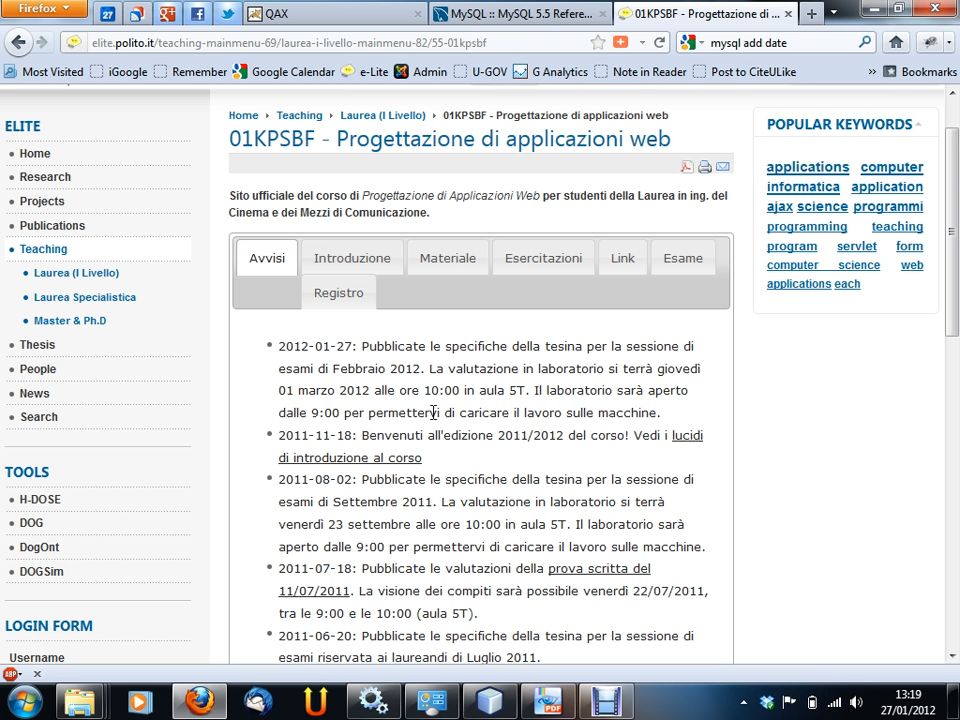 Firefox
27
QAX
MySQL :: MySQL 5.5 Refere...
01KPSBF - Progettazione di ...
elite.polito.it/teaching-mainmenu-69/laurea-i-livello-mainmenu-82/55-01kpsbf
mysql add date
Most Visited iGoogle Remember Google Calendar e-Lite Admin U-GOV G Analytics Note in Reader Post to CiteULike » Bookmarks
Home Teaching Laurea (I Livello) 01KPSBF - Progettazione di applicazioni web
01KPSBF - Progettazione di applicazioni web
Sito ufficiale del corso di Progettazione di Applicazioni Web per studenti della Laurea in ing. del
Cinema e dei Mezzi di Comunicazione.
ELITE
Home
Research
Projects
Publications
Teaching
Laurea (I Livello)
Laurea Specialistica
Master & Ph.D
Thesis
People
News
Search
TOOLS
H-DOSE
DOG
DogOnt
DOGSim
LOGIN FORM
Username
Avvisi Introduzione Materiale Esercitazioni Link Esame
Registro
2012-01-27: Pubblicate le specifiche della tesina per la sessione di
esami di Febbraio 2012. La valutazione in laboratorio si terrà giovedì
01 marzo 2012 alle ore 10:00 in aula 5T. Il laboratorio sarà aperto
dalle 9:00 per permettervi di caricare il lavoro sulle macchine.
2011-11-18: Benvenuti all'edizione 2011/2012 del corso! Vedi i lucidi
di introduzione al corso
2011-08-02: Pubblicate le specifiche della tesina per la sessione di
esami di Settembre 2011. La valutazione in laboratorio si terrà
venerdì 23 settembre alle ore 10:00 in aula 5T. Il laboratorio sarà
aperto dalle 9:00 per permettervi di caricare il lavoro sulle macchine.
2011-07-18: Pubblicate le valutazioni della prova scritta del
11/07/2011. La visione dei compiti sarà possibile venerdì 22/07/2011,
tra le 9:00 e le 10:00 (aula 5T).
2011-06-20: Pubblicate le specifiche della tesina per la sessione di
esami riservata ai laureandi di Luglio 2011.
POPULAR KEYWORDS
applications computer
informatica application
ajax science programmi
programming teaching
program servlet form
computer science web
applications each
ABP
PDF
13:19
27/01/2012